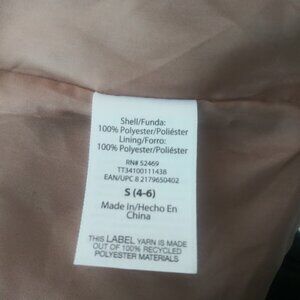 Shell/Funda:
100% Polyester/Poliéster
Lining/Forro:
100% Polyester/Poliéster
RN# 52469
TT34100111438
EAN/UPC 8 2179650402
S (4-6)
Made In/Hecho En
China
THIS LABEL YARN IS MADE
OUT OF 100% RECYCLED
POLYESTER MATERIALS